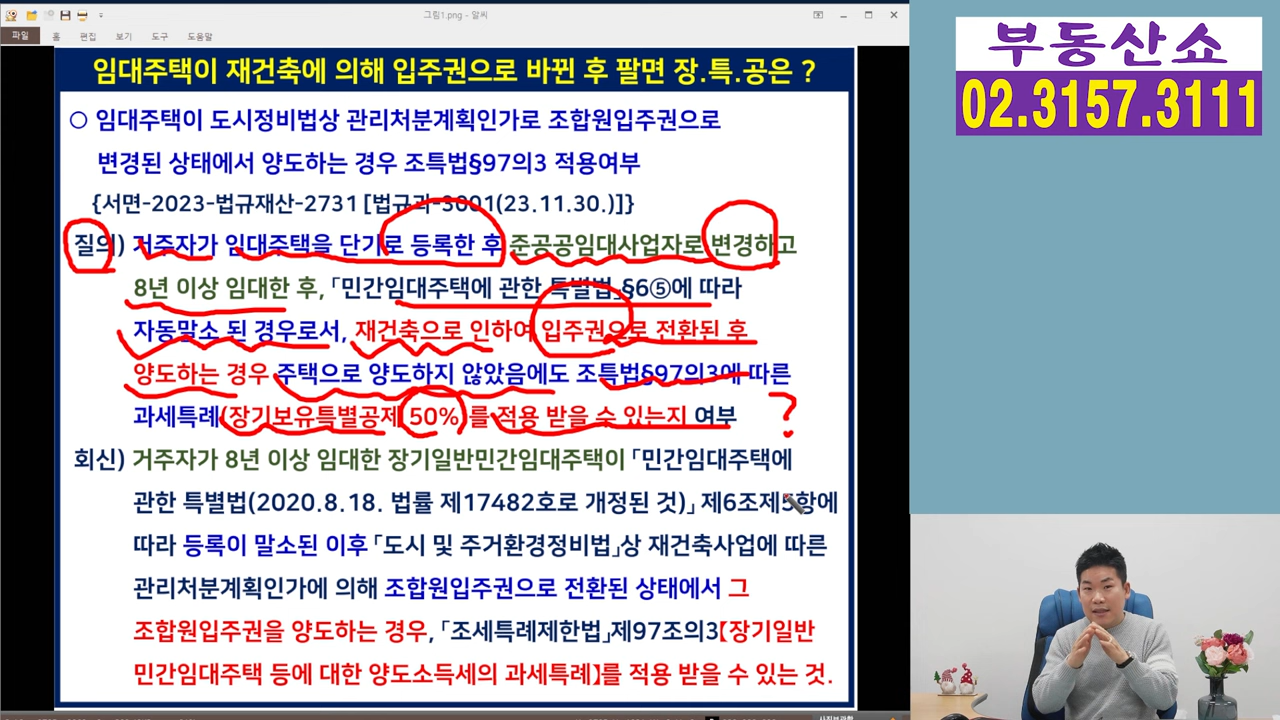 그림1.png - 알씨
파일 홈 편집 보기 도구 도움말
임대주택이 재건축에 의해 입주권으로 바뀐 후 팔면 장.특.공은 ?
○ 임대주택이 도시정비법상 관리처분계획인가로 조합원입주권으로
변경된 상태에서 양도하는 경우 조특법§97의3 적용여부
{서면-2023-법규재산-2731 [법규과-3001(23.11.30.)]}
질의) 거주자가 임대주택을 단기로 등록한 후 준공공임대사업자로 변경하고
8년 이상 임대한 후, 「민간임대주택에 관한 특별법」§6⑤에 따라
자동말소 된 경우로서, 재건축으로 인하여 입주권으로 전환된 후
양도하는 경우 주택으로 양도하지 않았음에도 조특법§97의3에 따른
과세특례(장기보유특별공제 50%)를 적용 받을 수 있는지 여부
?
회신) 거주자가 8년 이상 임대한 장기일반민간임대주택이 「민간임대주택에
관한 특별법(2020.8.18. 법률 제17482호로 개정된 것)」 제6조제5항에
따라 등록이 말소된 이후 「도시 및 주거환경정비법」상 재건축사업에 따른
관리처분계획인가에 의해 조합원입주권으로 전환된 상태에서 그
조합원입주권을 양도하는 경우, 「조세특례제한법」제97조의3【장기일반
민간임대주택 등에 대한 양도소득세의 과세특례】를 적용 받을 수 있는 것.
부동산쇼
02.3157.3111